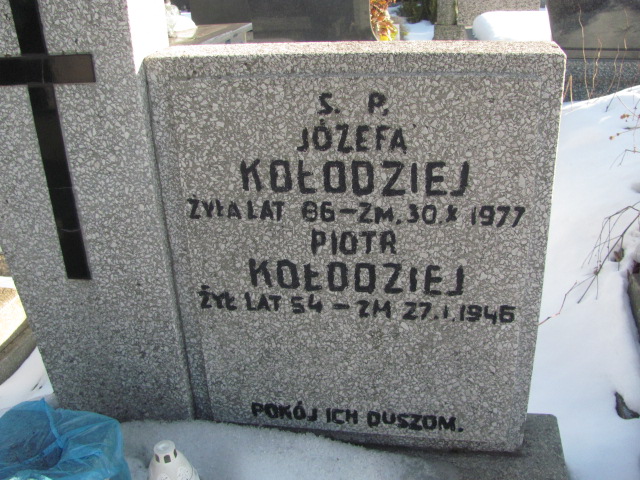 Ś. P.
JÓZEFA
KOŁODZIEJ
ŻYŁA LAT 86 - ZM. 30 X 1977
PIOTR
KOŁODZIEJ
ŻYŁ LAT 54 - ZM 27.I.1946
POKÓJ ICH DUSZOM.